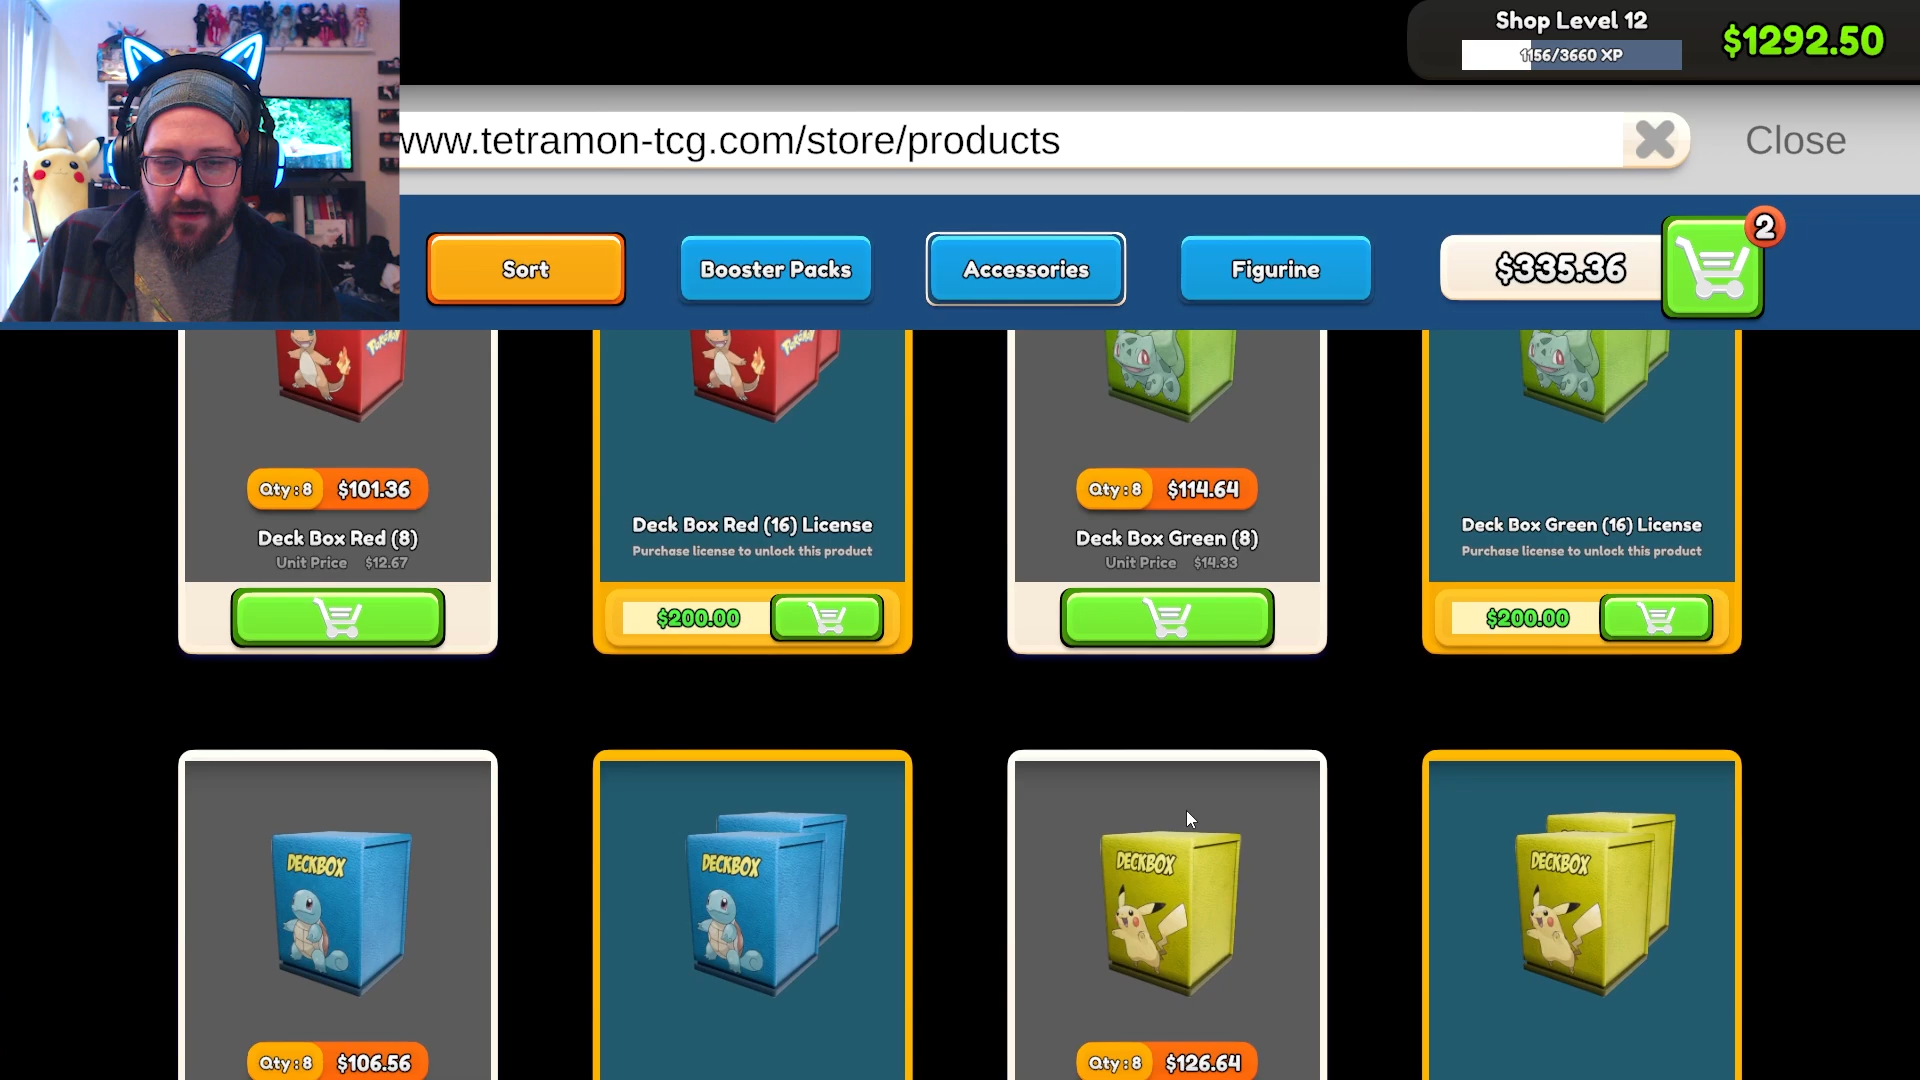 Shop Level 12
1156/3660 XP
$1292.50
www.tetramon-tcg.com/store/products
Close
Sort
Booster Packs
Accessories
Figurine
$335.36
2
Qty: 8 $101.36
Deck Box Red (8)
Unit Price $12.67
Deck Box Red (16) License
Purchase license to unlock this product
$200.00
Qty: 8 $114.64
Deck Box Green (8)
Unit Price $14.33
Deck Box Green (16) License
Purchase license to unlock this product
$200.00
DECKBOX
DECKBOX
DECKBOX
DECKBOX
Qty: 8 $106.56
Qty: 8 $126.64